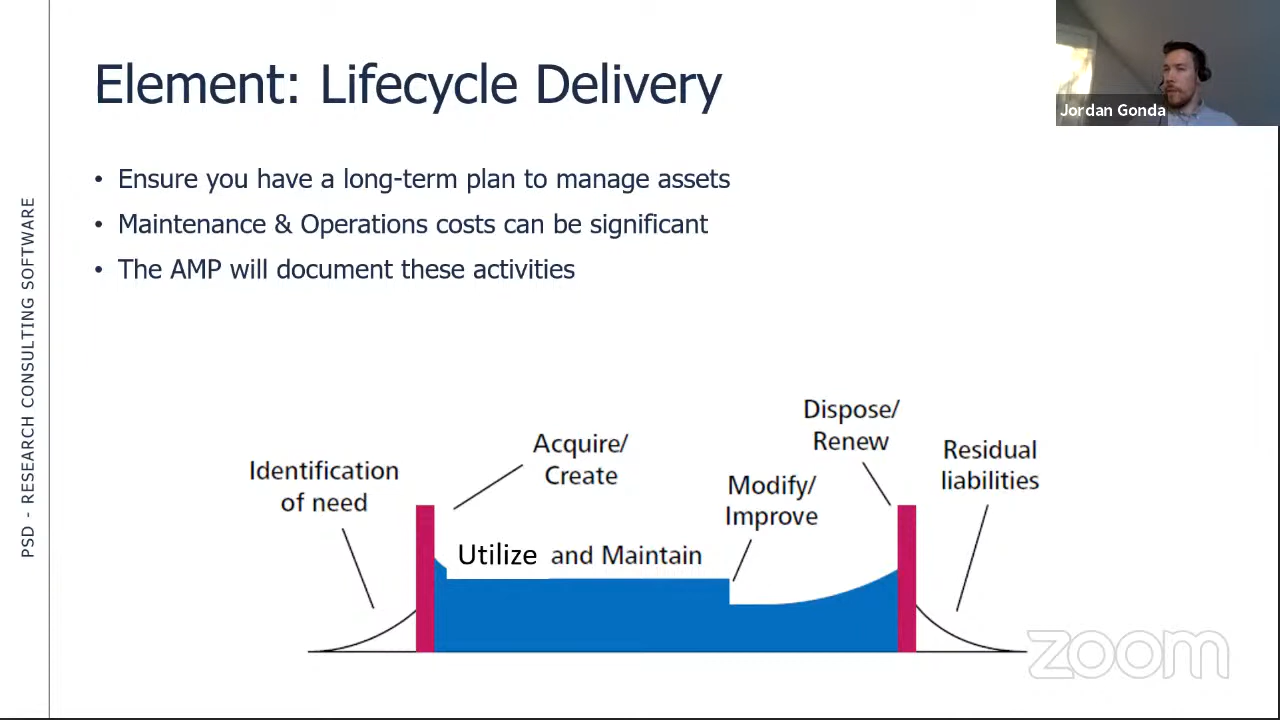 Element: Lifecycle Delivery
Jordan Gonda
• Ensure you have a long-term plan to manage assets
• Maintenance & Operations costs can be significant
• The AMP will document these activities
PSD - RESEARCH CONSULTING SOFTWARE
Identification
of need
Acquire/
Create
Utilize and Maintain
Modify/
Improve
Dispose/
Renew
Residual
liabilities
zoom